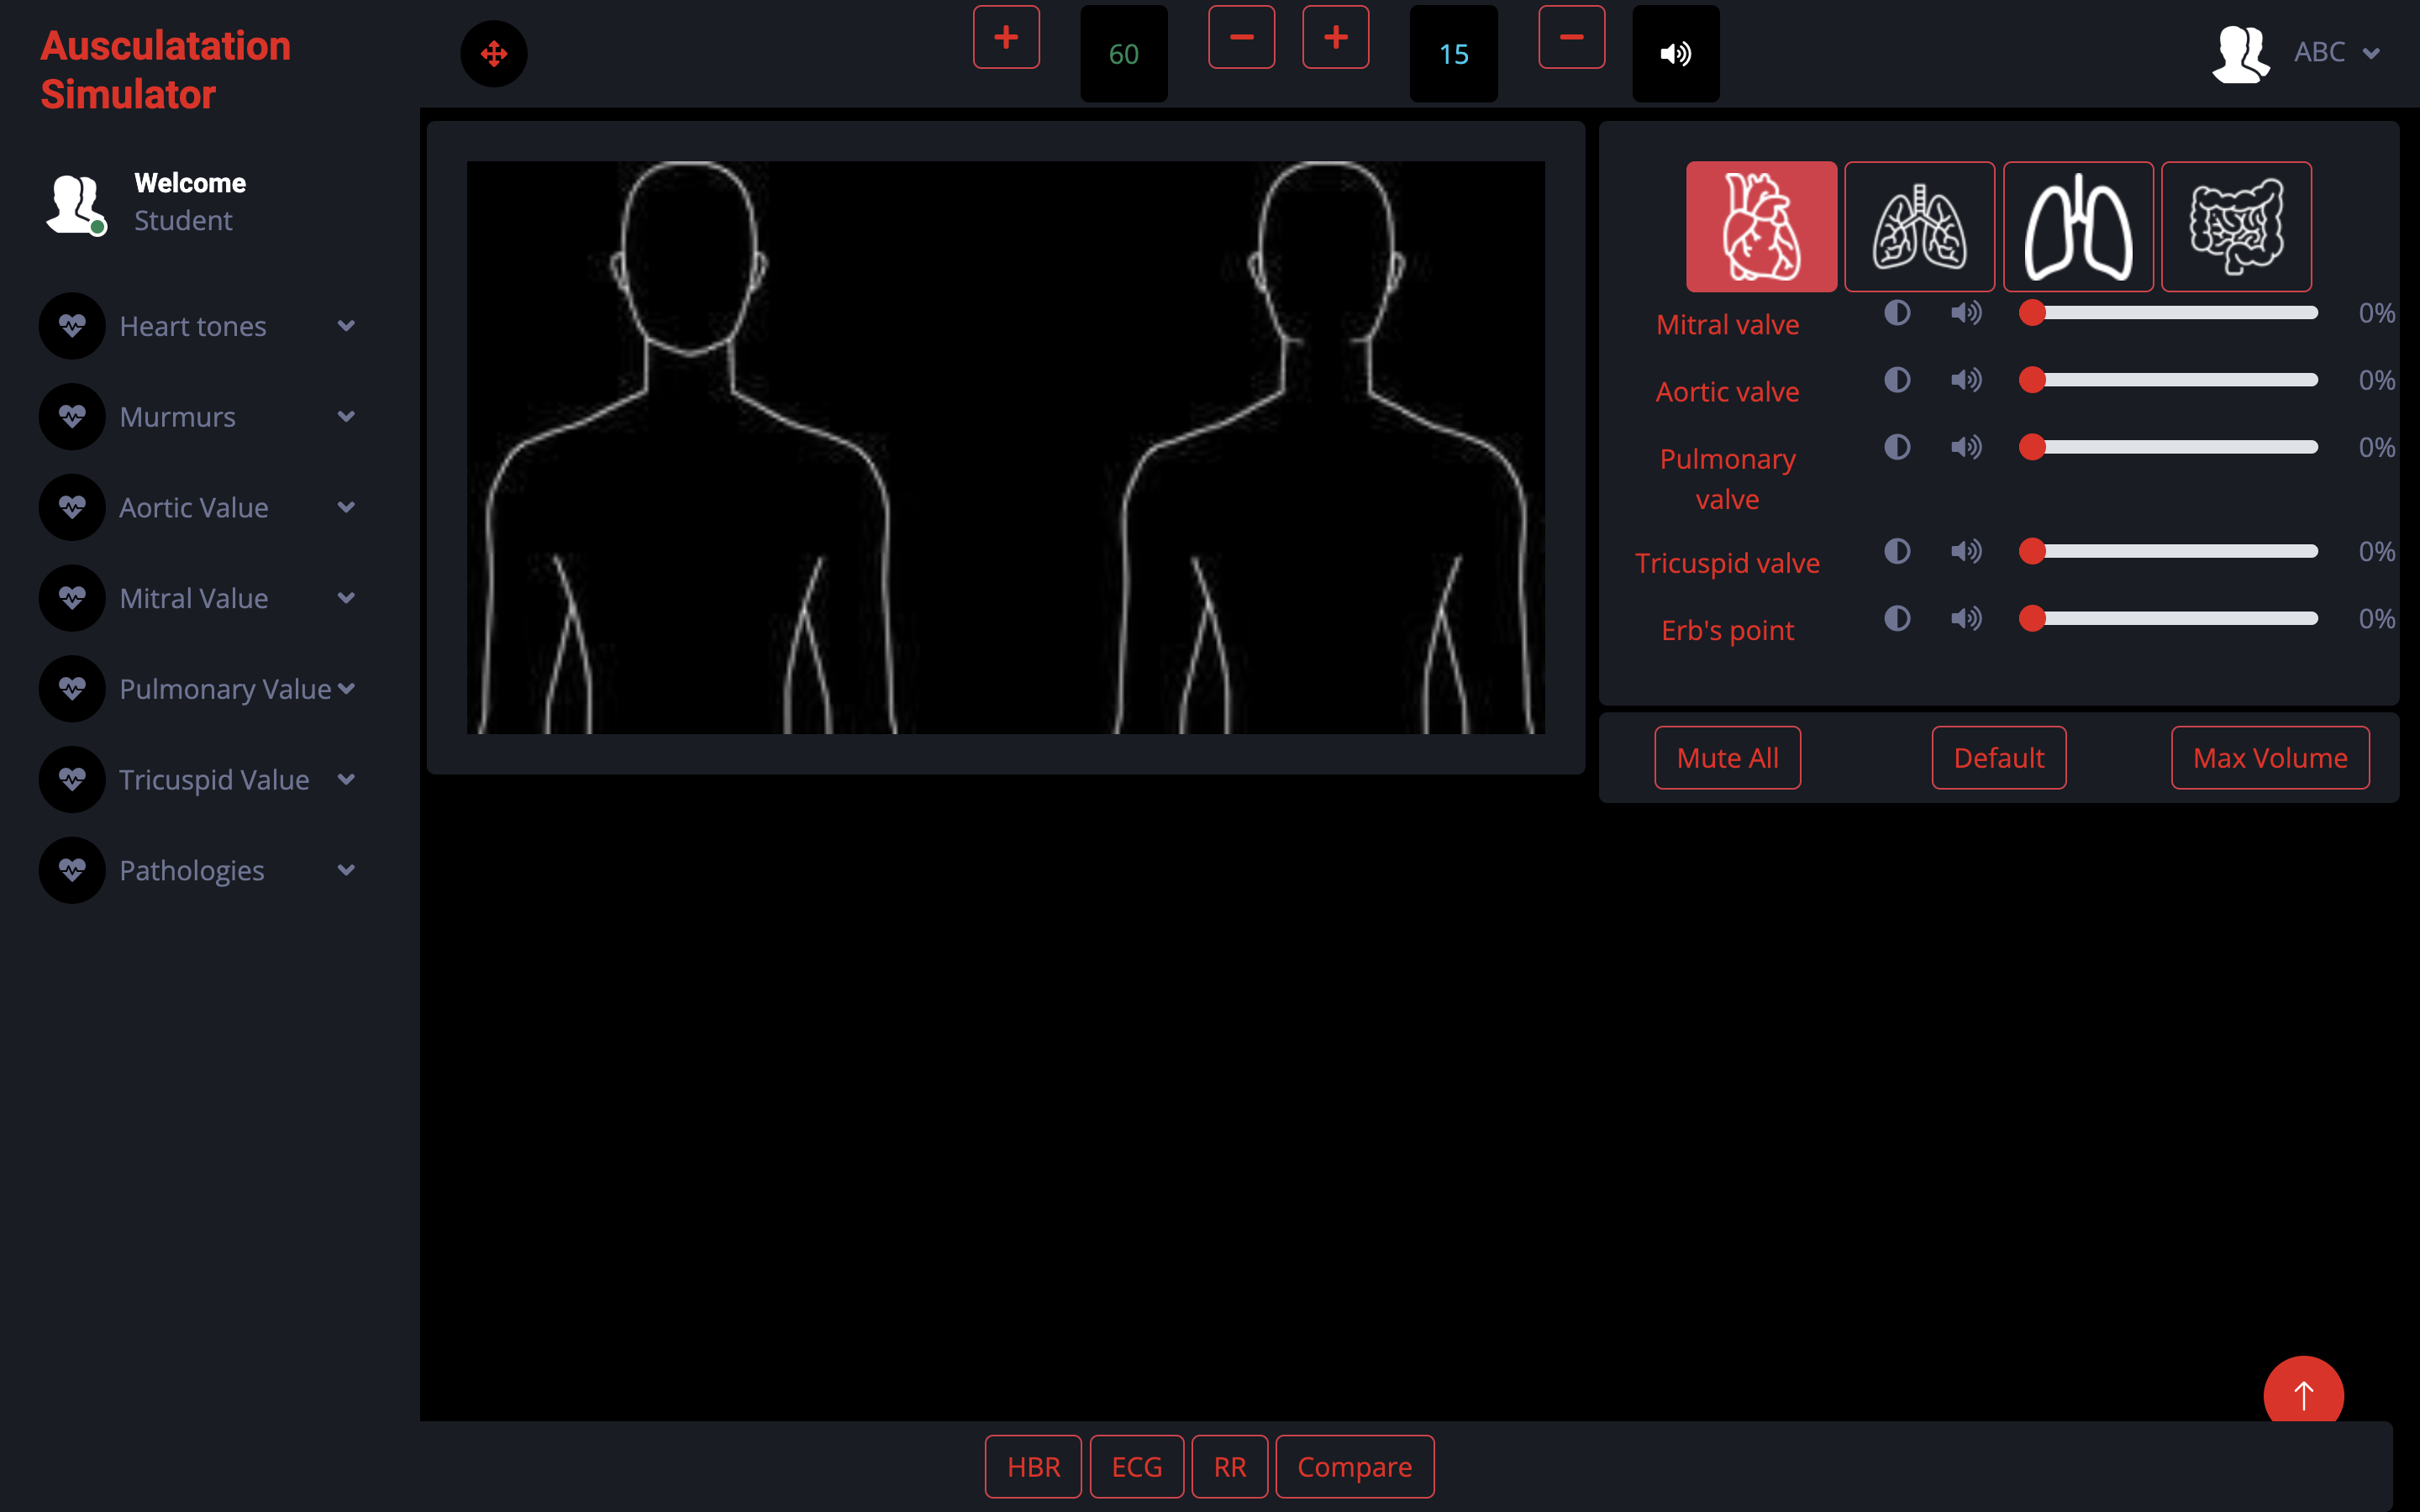 Ausculatation
Simulator
Welcome
Student
Heart tones
Murmurs
Aortic Value
Mitral Value
Pulmonary Value
Tricuspid Value
Pathologies
60
15
ABC
Mitral valve
0%
Aortic valve
0%
Pulmonary
valve
0%
Tricuspid valve
0%
Erb's point
0%
Mute All
Default
Max Volume
HBR
ECG
RR
Compare